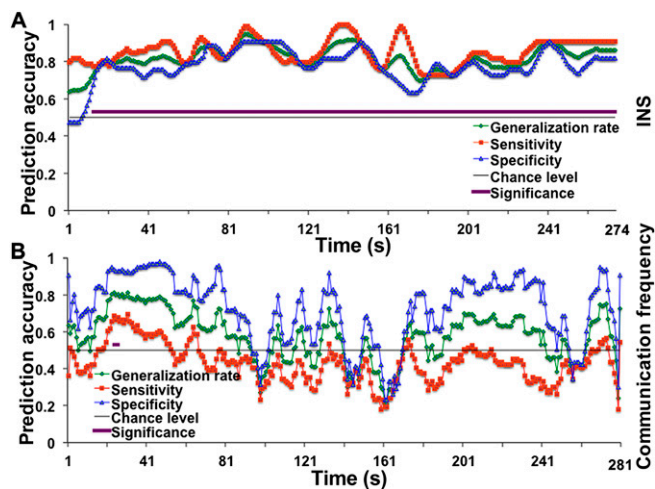 A
Prediction accuracy
1
0.8
0.6
0.4
0.2
0
Generalization rate
Sensitivity
Specificity
Chance level
Significance
1 41 81 121 161 201 241 274
Time (s)
INS
B
Prediction accuracy
1
0.8
0.6
0.4
0.2
0
Generalization rate
Sensitivity
Specificity
Chance level
Significance
1 41 81 121 161 201 241 281
Time (s)
Communication frequency